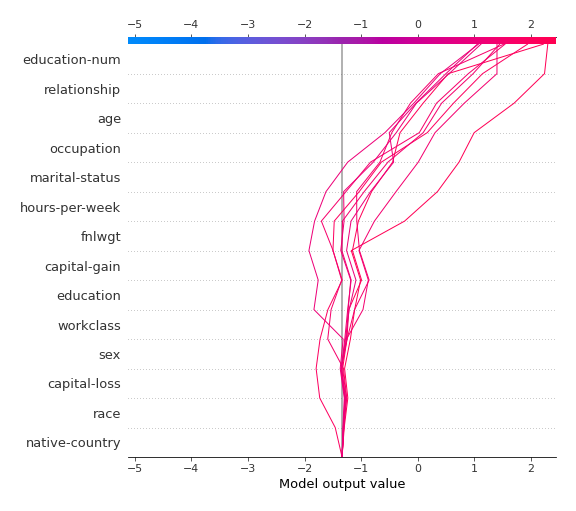 −5 −4 −3 −2 −1 0 1 2
education-num
relationship
age
occupation
marital-status
hours-per-week
fnlwgt
capital-gain
education
workclass
sex
capital-loss
race
native-country
−5 −4 −3 −2 −1 0 1 2
Model output value